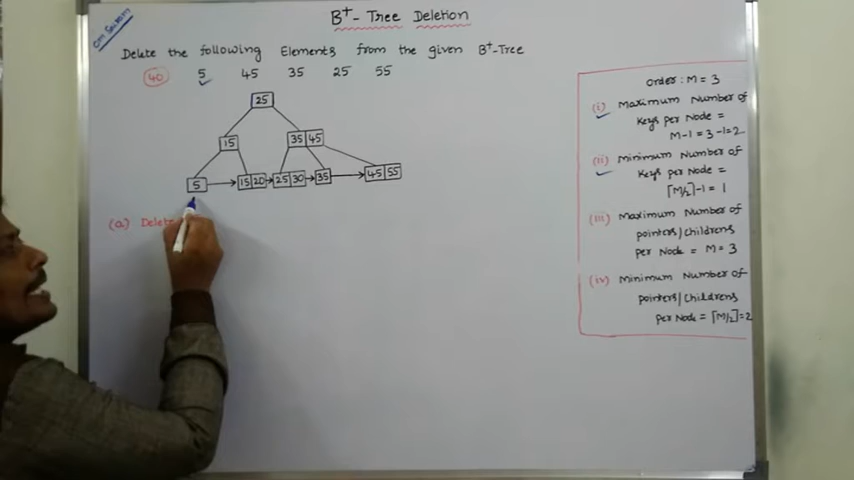 Om Sairam
B+- Tree Deletion
Delete the following Elements from the given B+-Tree
40 5 45 35 25 55
25
15 35 45
5 15 20 25 30 35 45 55
(a) Delete
Order: M = 3
(i) Maximum Number of
Keys per Node =
M-1 = 3-1 = 2
(ii) Minimum Number of
Keys per Node =
⌈M/2⌉-1 = 1
(iii) Maximum Number of
pointers/childrens
per Node = M = 3
(iv) Minimum Number of
pointers/childrens
per Node = ⌈M/2⌉ = 2